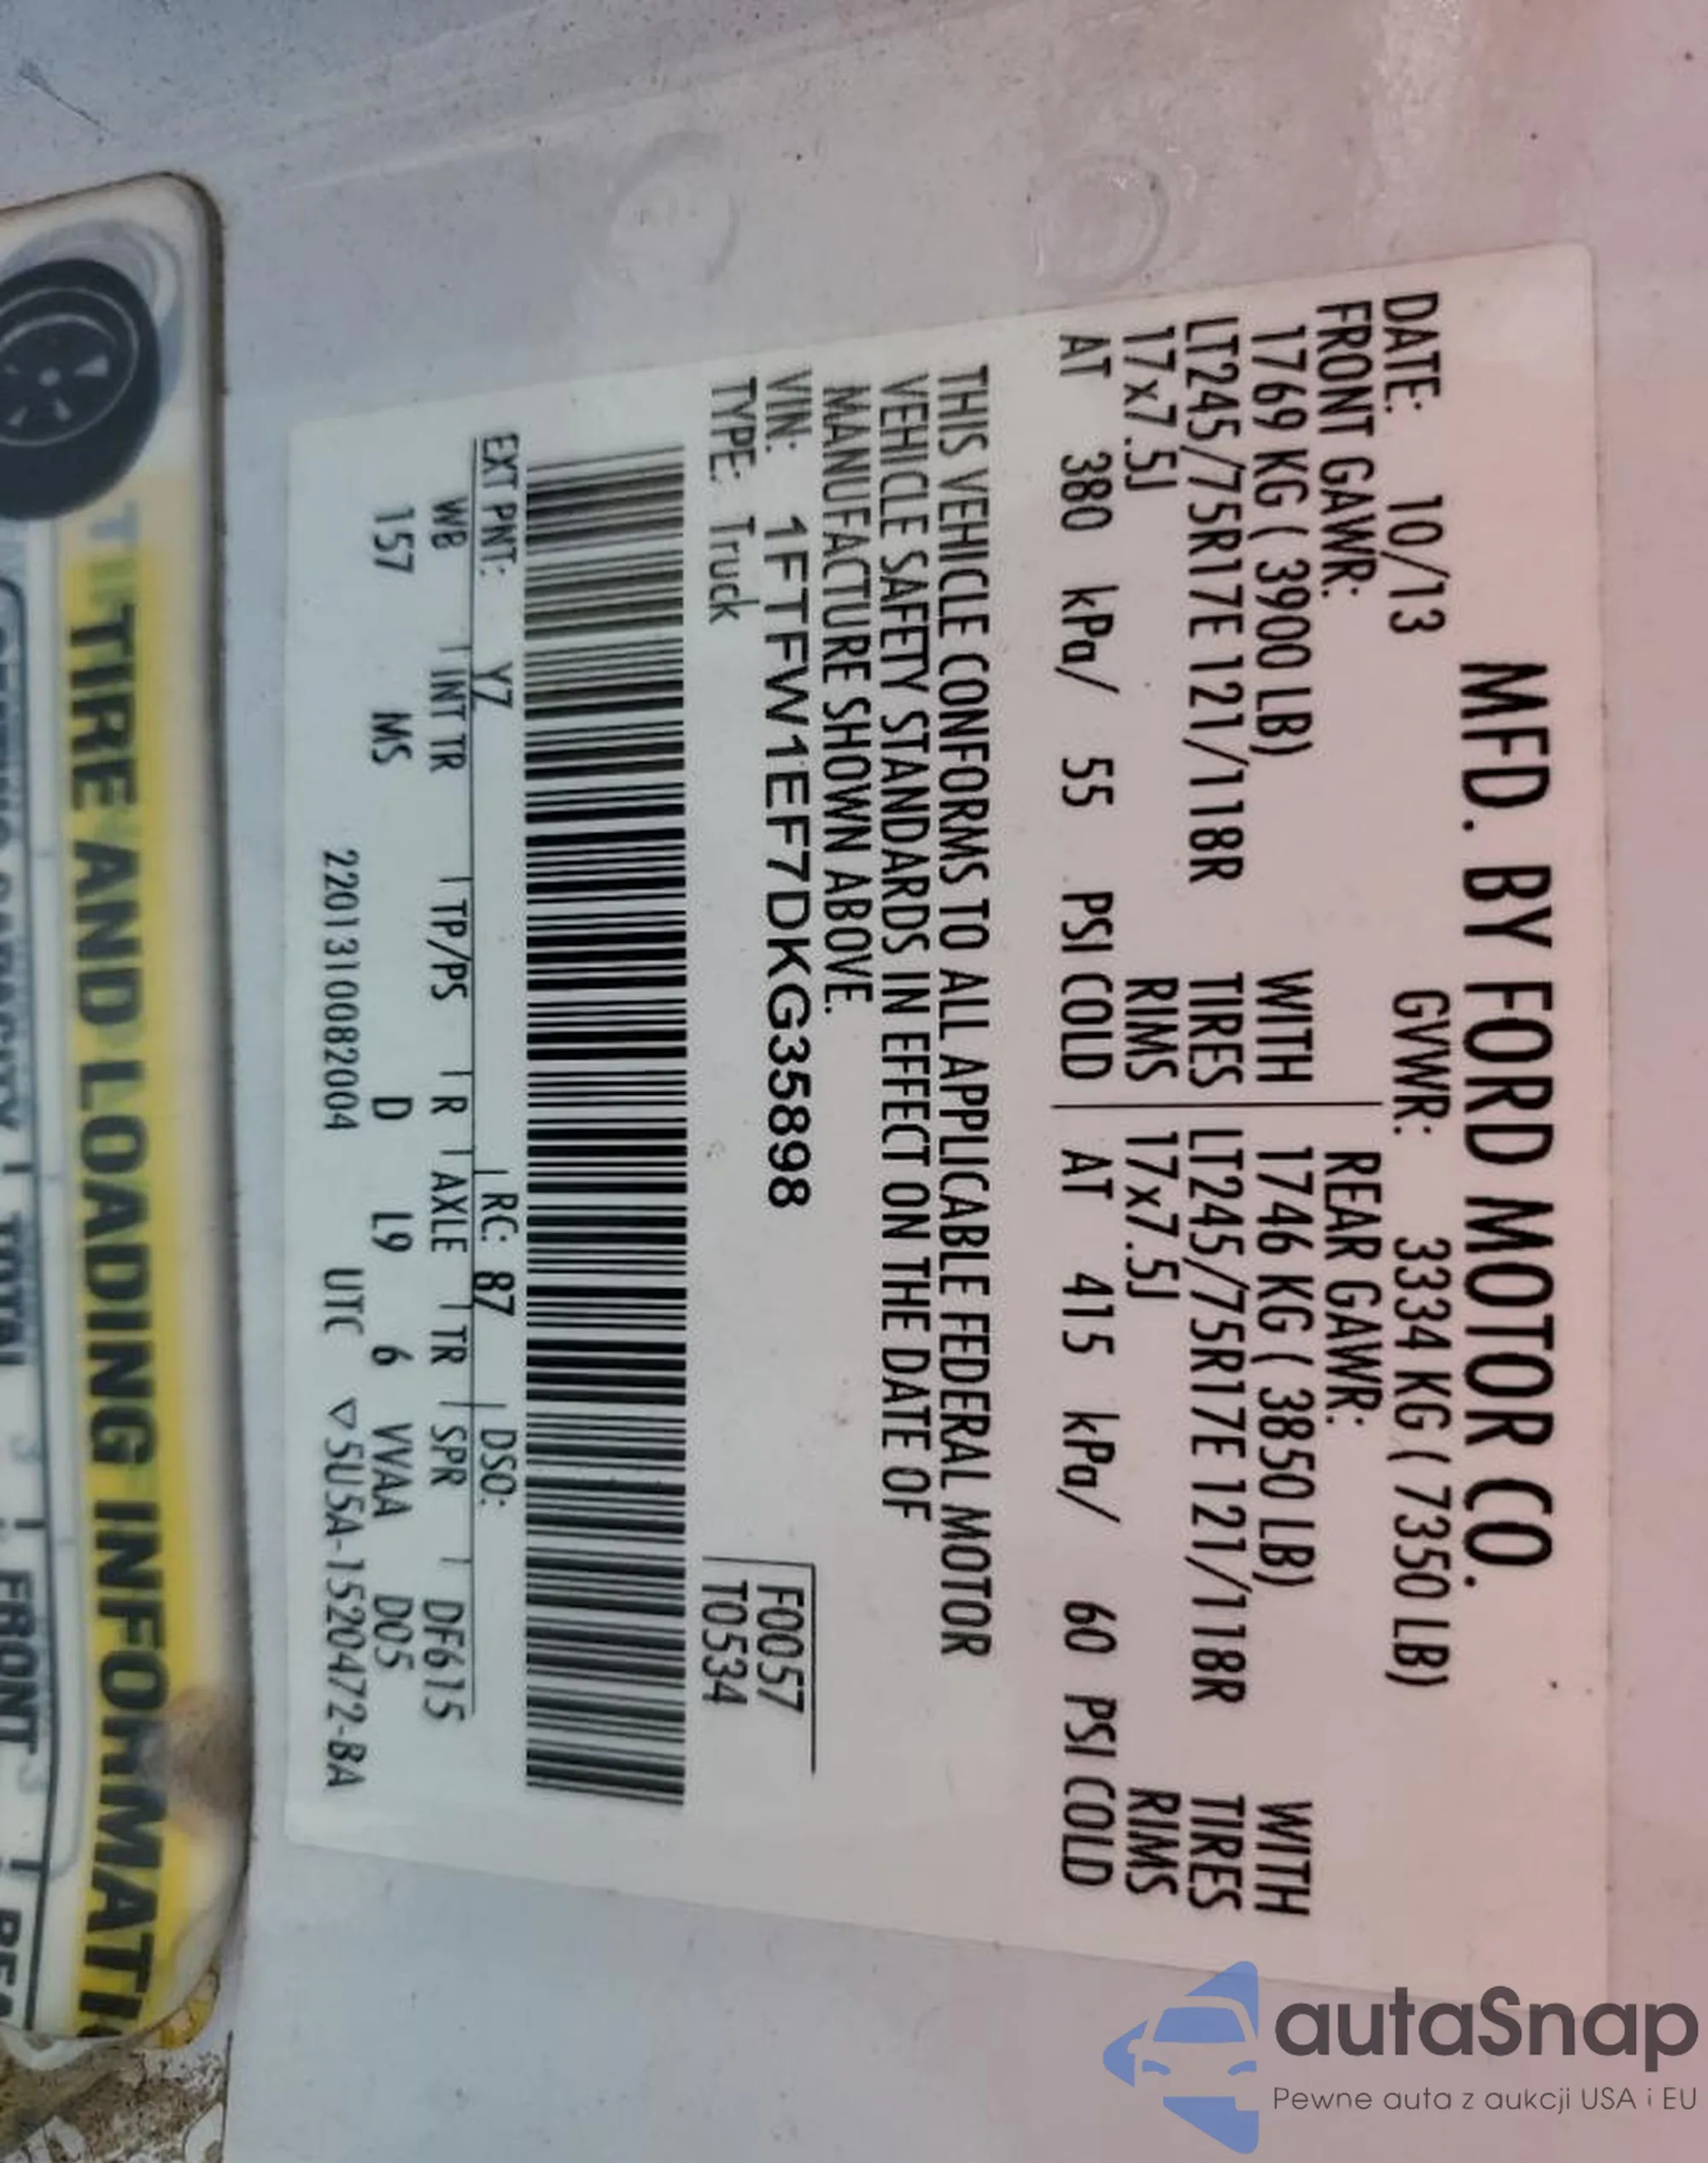 MFD. BY FORD MOTOR CO.
DATE: 10/13 GVWR: 3334 KG ( 7350 LB)
FRONT GAWR: REAR GAWR:
1769 KG ( 3900 LB) WITH 1746 KG ( 3850 LB) WITH
LT245/75R17E 121/118R TIRES LT245/75R17E 121/118R TIRES
17x7.5J RIMS 17x7.5J RIMS
AT 380 kPa/ 55 PSI COLD AT 415 kPa/ 60 PSI COLD
THIS VEHICLE CONFORMS TO ALL APPLICABLE FEDERAL MOTOR
VEHICLE SAFETY STANDARDS IN EFFECT ON THE DATE OF
MANUFACTURE SHOWN ABOVE.
VIN: 1FTFW1EF7DKG35898 F0057
TYPE: Truck T0534
EXT PNT: YZ RC: 87 DSO:
WB INT TR TP/PS R AXLE TR SPR DF615
157 MS D L9 6 VVAA D05
2201310082004 UTC ▽5U5A-1520472-BA
TIRE AND LOADING INFORMATI
TOTAL FRONT
autaSnap
Pewne auta z aukcji USA i EU